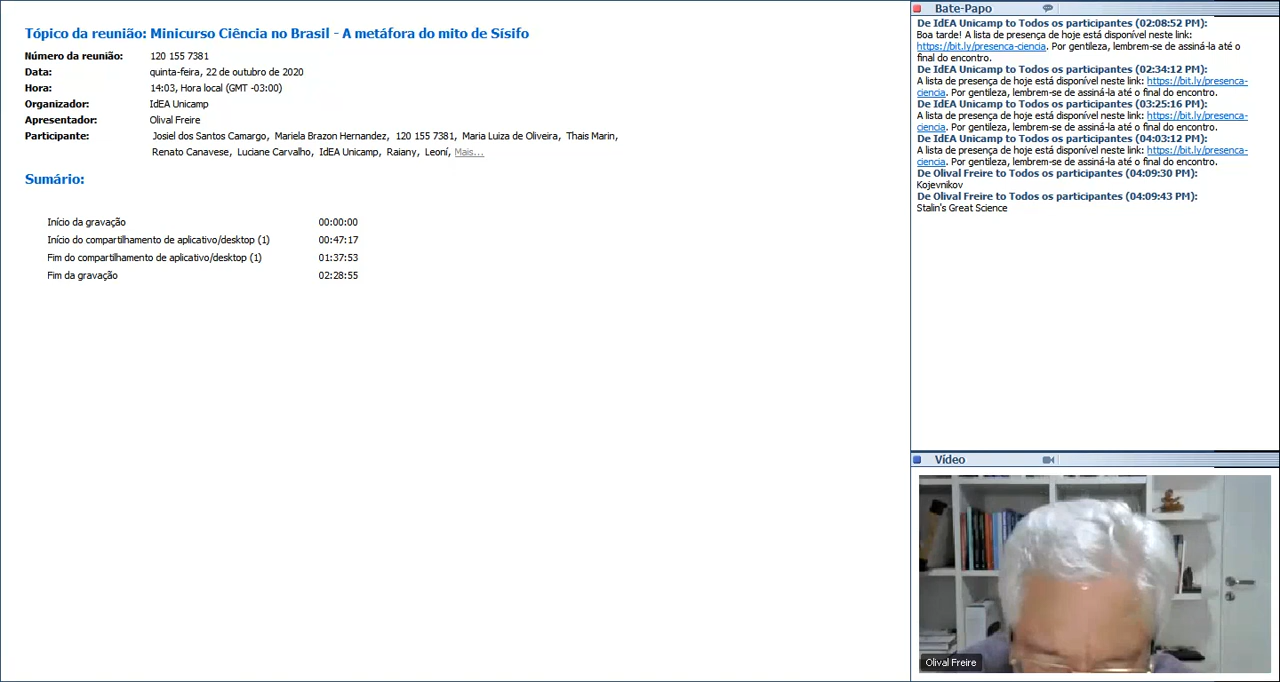 Tópico da reunião: Minicurso Ciência no Brasil - A metáfora do mito de Sísifo
Número da reunião: 120 155 7381
Data: quinta-feira, 22 de outubro de 2020
Hora: 14:03, Hora local (GMT -03:00)
Organizador: IdEA Unicamp
Apresentador: Olival Freire
Participante: Josiel dos Santos Camargo, Mariela Brazon Hernandez, 120 155 7381, Maria Luiza de Oliveira, Thais Marin,
Renato Canavese, Luciane Carvalho, IdEA Unicamp, Raiany, Leoní, Mais...
Sumário:
Início da gravação 00:00:00
Início do compartilhamento de aplicativo/desktop (1) 00:47:17
Fim do compartilhamento de aplicativo/desktop (1) 01:37:53
Fim da gravação 02:28:55
Bate-Papo
De IdEA Unicamp to Todos os participantes (02:08:52 PM):
Boa tarde! A lista de presença de hoje está disponível neste link:
https://bit.ly/presenca-ciencia. Por gentileza, lembrem-se de assiná-la até o
final do encontro.
De IdEA Unicamp to Todos os participantes (02:34:12 PM):
A lista de presença de hoje está disponível neste link: https://bit.ly/presenca-
ciencia. Por gentileza, lembrem-se de assiná-la até o final do encontro.
De IdEA Unicamp to Todos os participantes (03:25:16 PM):
A lista de presença de hoje está disponível neste link: https://bit.ly/presenca-
ciencia. Por gentileza, lembrem-se de assiná-la até o final do encontro.
De IdEA Unicamp to Todos os participantes (04:03:12 PM):
A lista de presença de hoje está disponível neste link: https://bit.ly/presenca-
ciencia. Por gentileza, lembrem-se de assiná-la até o final do encontro.
De Olival Freire to Todos os participantes (04:09:30 PM):
Kojevnikov
De Olival Freire to Todos os participantes (04:09:43 PM):
Stalin's Great Science
Vídeo
Olival Freire